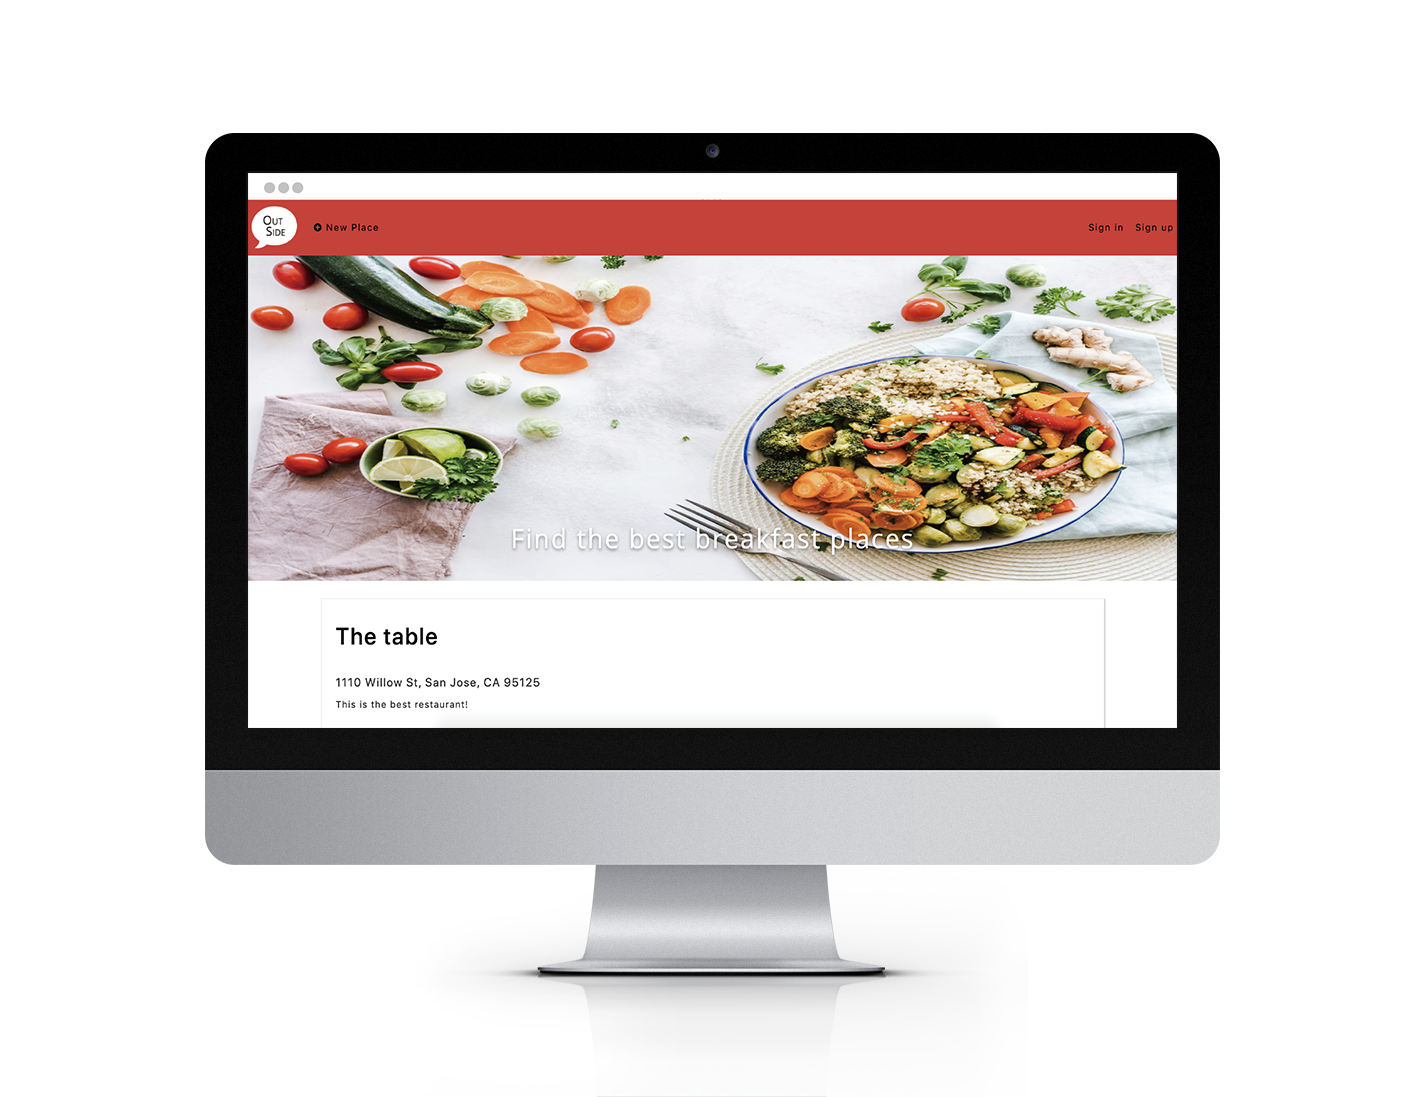 OUT
SIDE
New Place
Sign in Sign up
Find the best breakfast places
The table
1110 Willow St, San Jose, CA 95125
This is the best restaurant!